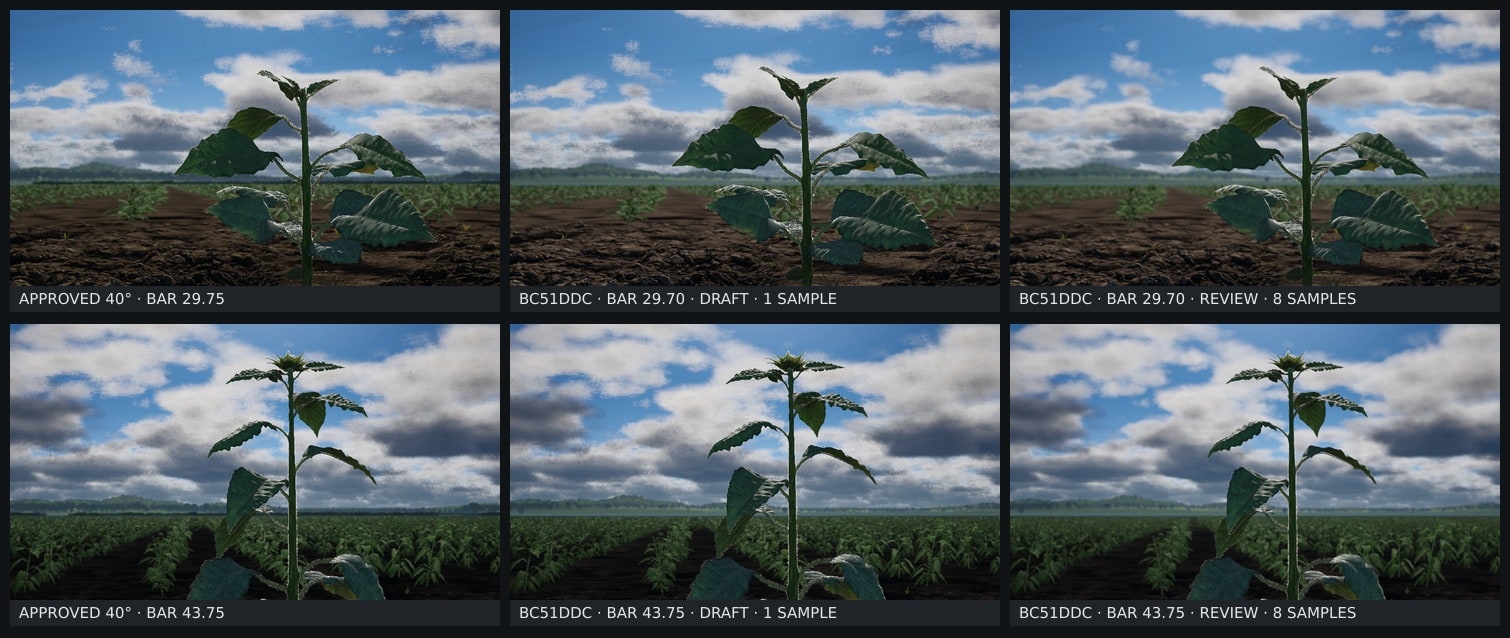 APPROVED 40° · BAR 29.75
BC51DDC · BAR 29.70 · DRAFT · 1 SAMPLE
BC51DDC · BAR 29.70 · REVIEW · 8 SAMPLES
APPROVED 40° · BAR 43.75
BC51DDC · BAR 43.75 · DRAFT · 1 SAMPLE
BC51DDC · BAR 43.75 · REVIEW · 8 SAMPLES